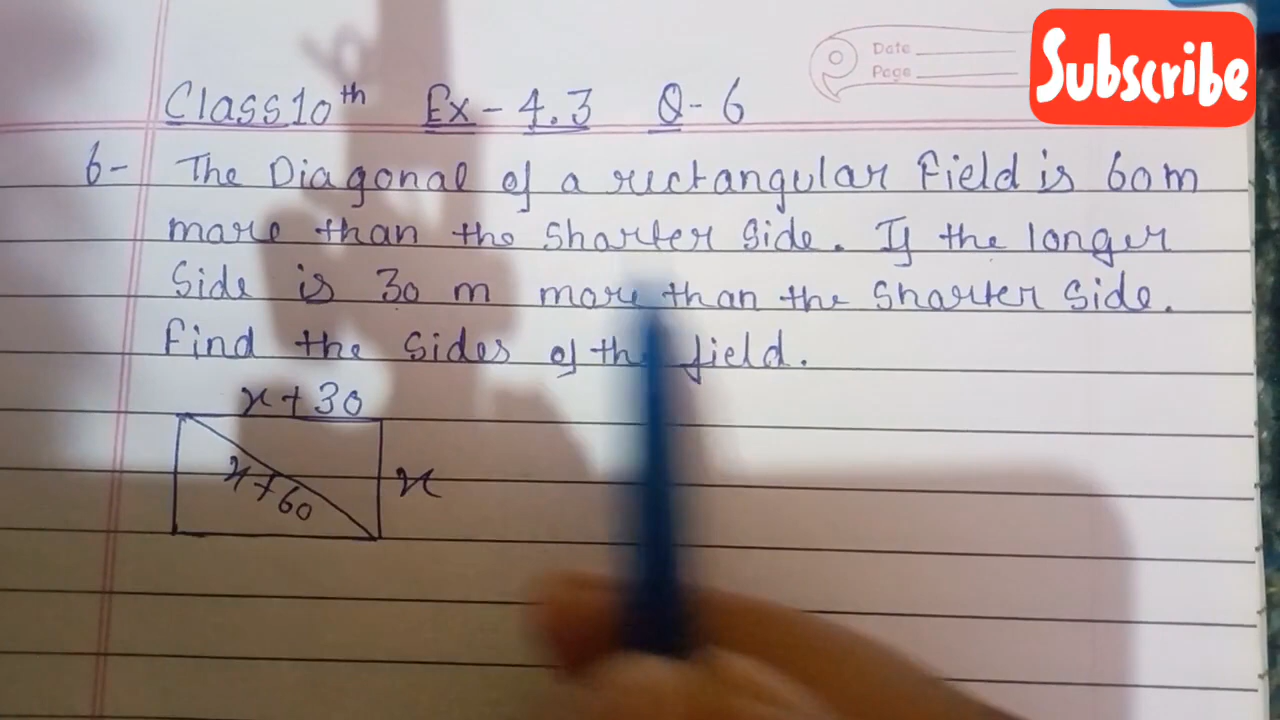 Subscribe
Date
Page
Class 10th Ex-4.3 Q-6
6- The Diagonal of a rectangular field is 60m
more than the shorter side. If the longer
Side is 30 m more than the shorter side.
Find the sides of the field.
x+30
x+60
x